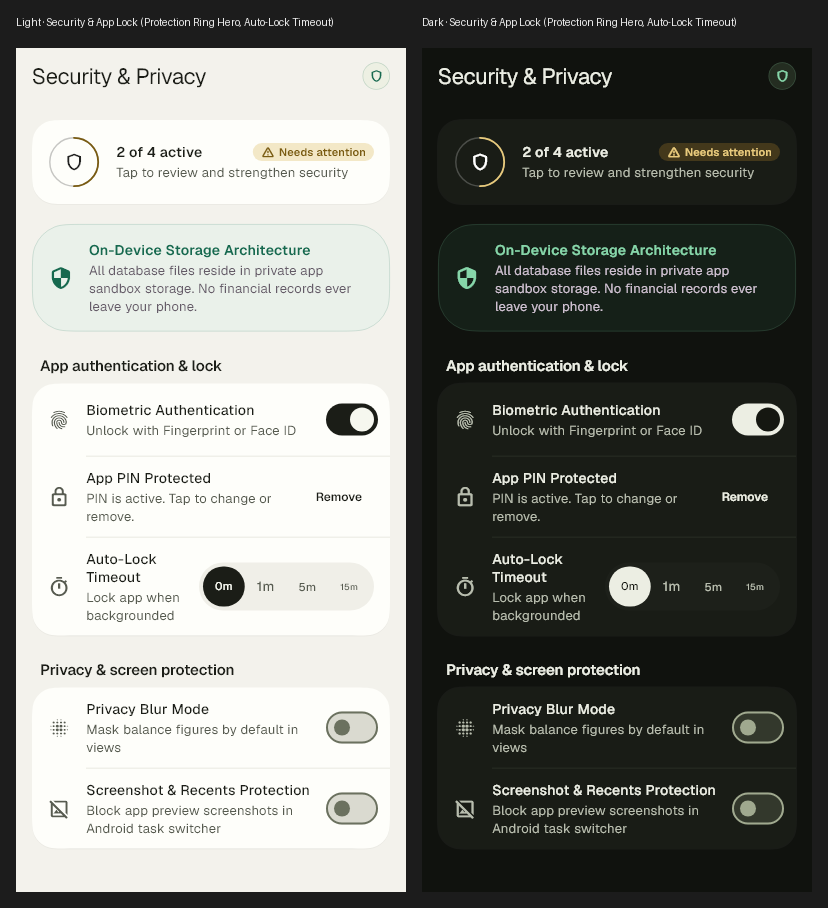 Light · Security & App Lock (Protection Ring Hero, Auto-Lock Timeout)
Security & Privacy
2 of 4 active
Needs attention
Tap to review and strengthen security
On-Device Storage Architecture
All database files reside in private app
sandbox storage. No financial records ever
leave your phone.
App authentication & lock
Biometric Authentication
Unlock with Fingerprint or Face ID
App PIN Protected
PIN is active. Tap to change or
remove.
Remove
Auto-Lock
Timeout
Lock app when
backgrounded
0m 1m 5m 15m
Privacy & screen protection
Privacy Blur Mode
Mask balance figures by default in
views
Screenshot & Recents Protection
Block app preview screenshots in
Android task switcher
Dark · Security & App Lock (Protection Ring Hero, Auto-Lock Timeout)
Security & Privacy
2 of 4 active
Needs attention
Tap to review and strengthen security
On-Device Storage Architecture
All database files reside in private app
sandbox storage. No financial records ever
leave your phone.
App authentication & lock
Biometric Authentication
Unlock with Fingerprint or Face ID
App PIN Protected
PIN is active. Tap to change or
remove.
Remove
Auto-Lock
Timeout
Lock app when
backgrounded
0m 1m 5m 15m
Privacy & screen protection
Privacy Blur Mode
Mask balance figures by default in
views
Screenshot & Recents Protection
Block app preview screenshots in
Android task switcher